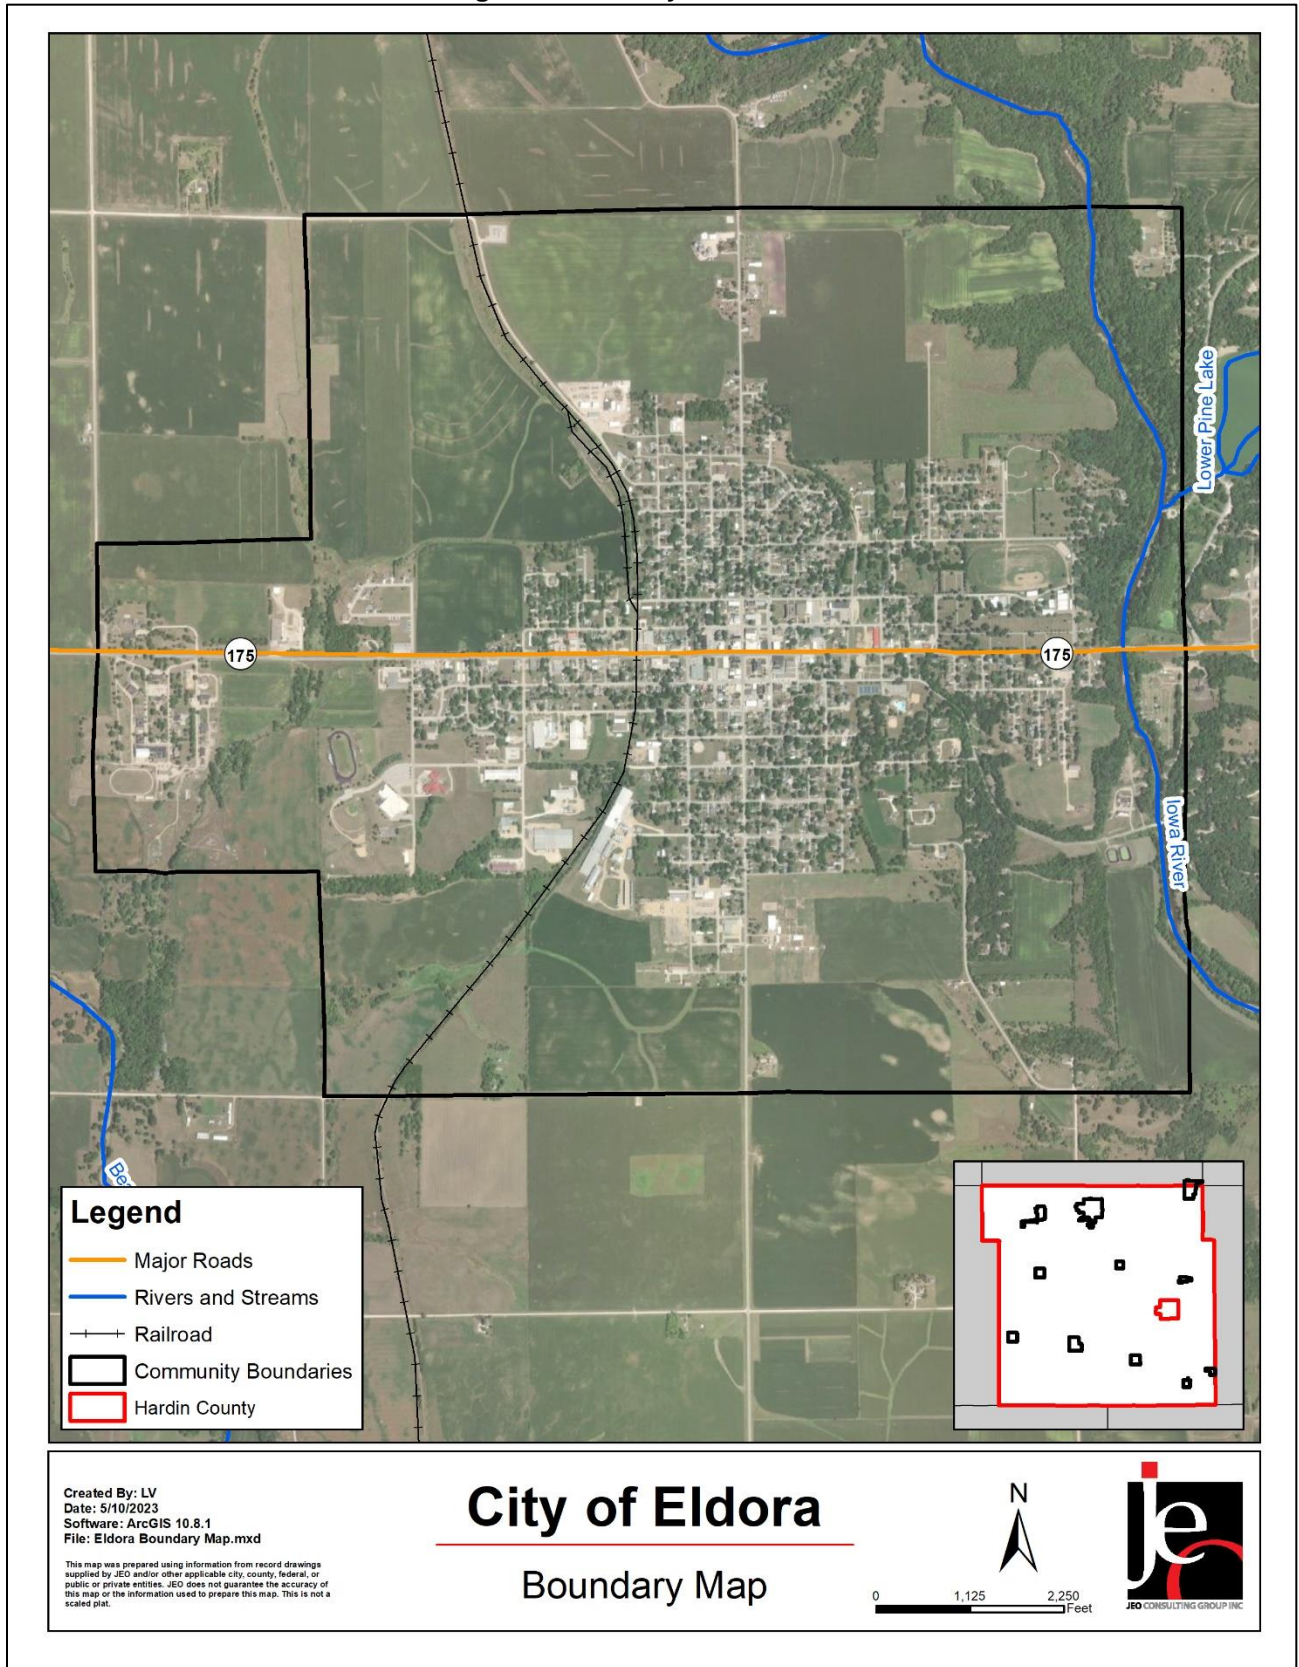 Lower Pine Lake
175
175
Iowa River
Legend
Major Roads
Rivers and Streams
Railroad
Community Boundaries
Hardin County
Created By: LV
Date: 5/10/2023
Software: ArcGIS 10.8.1
File: Eldora Boundary Map.mxd
This map was prepared using information from record drawings
supplied by JEO and/or other applicable city, county, federal, or
public or private entities. JEO does not guarantee the accuracy of
this map or the information used to prepare this map. This is not a
scaled plat.
City of Eldora
Boundary Map
N
0 1,125 2,250
Feet
jeo
JEO CONSULTING GROUP INC